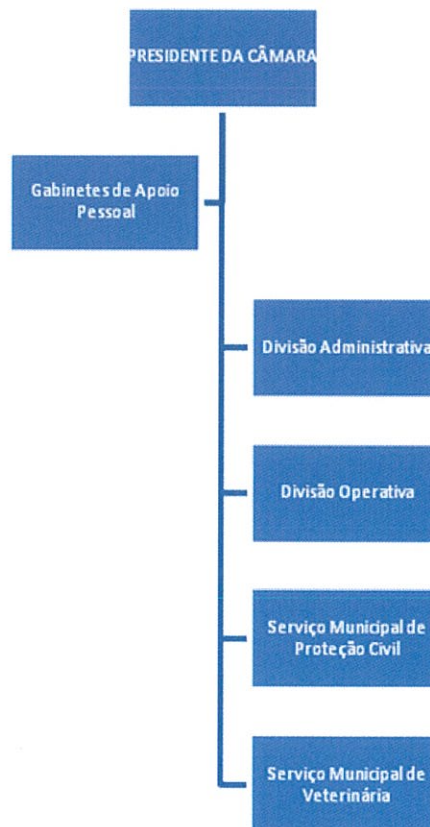 PRESIDENTE DA CÂMARA
Gabinetes de Apoio
Pessoal
Divisão Administrativa
Divisão Operativa
Serviço Municipal de
Proteção Civil
Serviço Municipal de
Veterinária